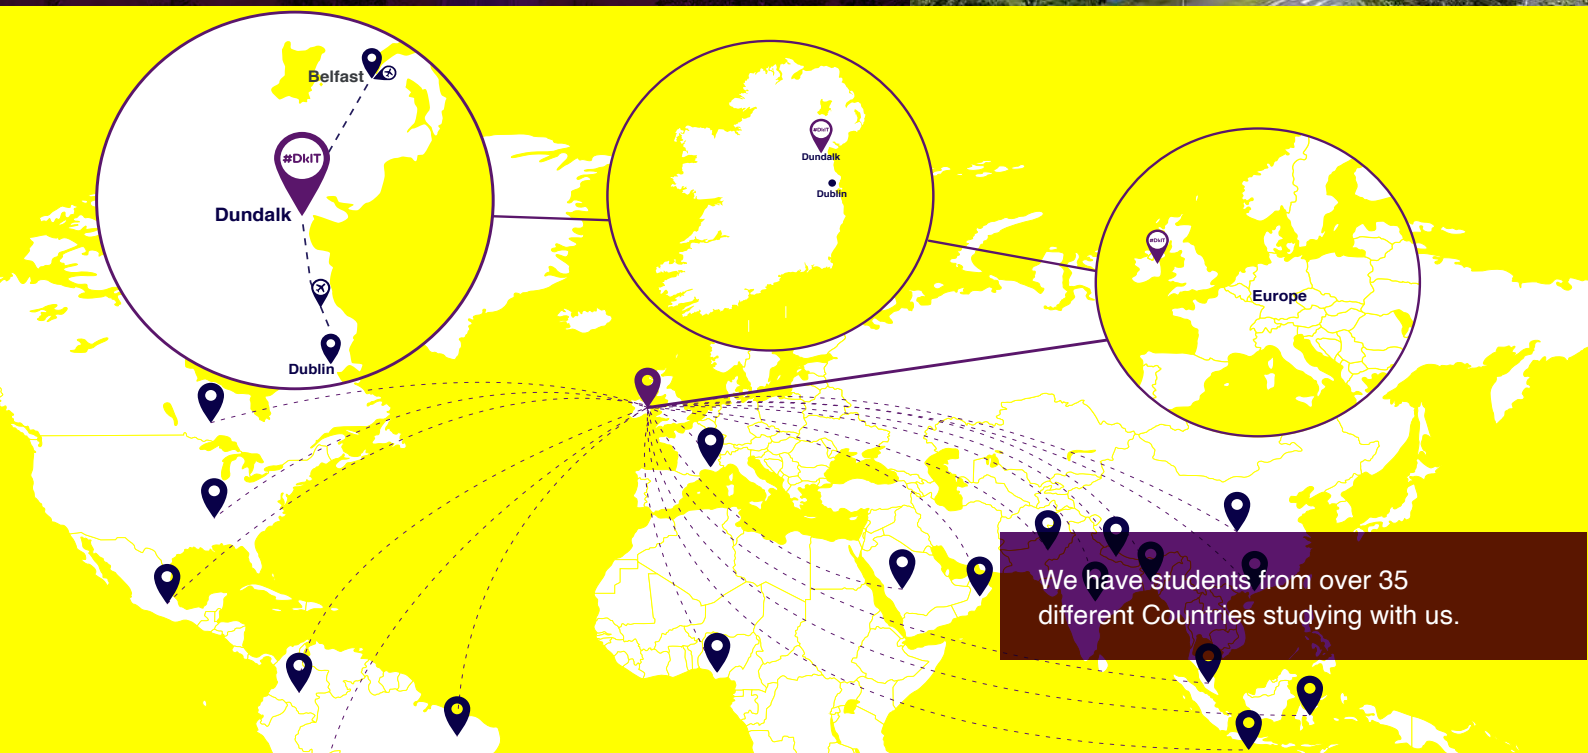 Belfast
#DkIT
Dundalk
Dublin
#DkIT
Dundalk
Dublin
#DkIT
Europe
We have students from over 35
different Countries studying with us.